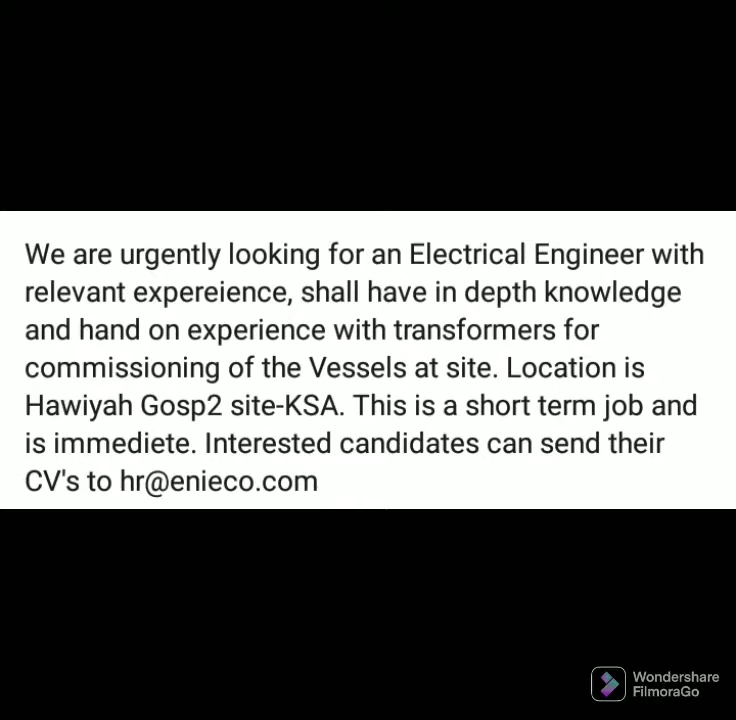 We are urgently looking for an Electrical Engineer with
relevant expereience, shall have in depth knowledge
and hand on experience with transformers for
commissioning of the Vessels at site. Location is
Hawiyah Gosp2 site-KSA. This is a short term job and
is immediete. Interested candidates can send their
CV's to hr@enieco.com
Wondershare
FilmoraGo